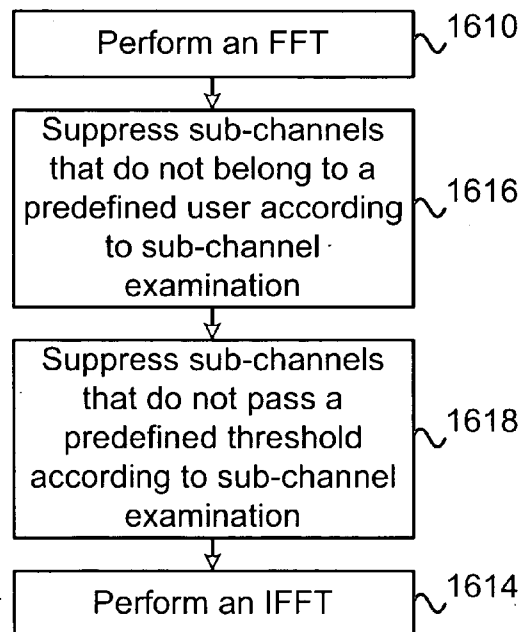 Perform an FFT
1610
Suppress sub-channels
that do not belong to a
predefined user according
to sub-channel
examination
1616
Suppress sub-channels
that do not pass a
predefined threshold
according to sub-channel
examination
1618
Perform an IFFT
1614